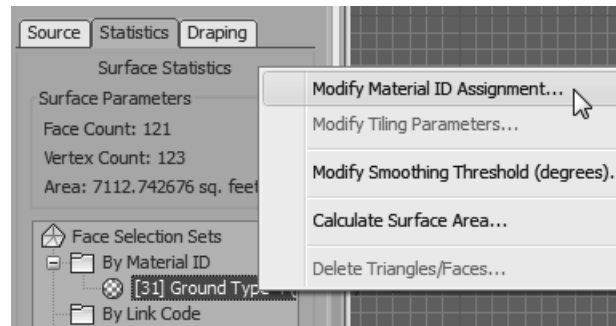 Source Statistics Draping
Surface Statistics
Surface Parameters
Face Count: 121
Vertex Count: 123
Area: 7112.742676 sq. feet
Face Selection Sets
By Material ID
[31] Ground Type
By Link Code
Modify Material ID Assignment...
Modify Tiling Parameters...
Modify Smoothing Threshold (degrees).
Calculate Surface Area...
Delete Triangles/Faces...